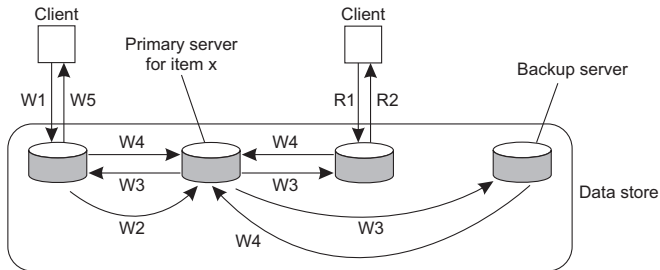 Client
Client
Primary server
for item x
Backup server
W1
W5
R1
R2
W4
W4
W3
W3
Data store
W2
W3
W4